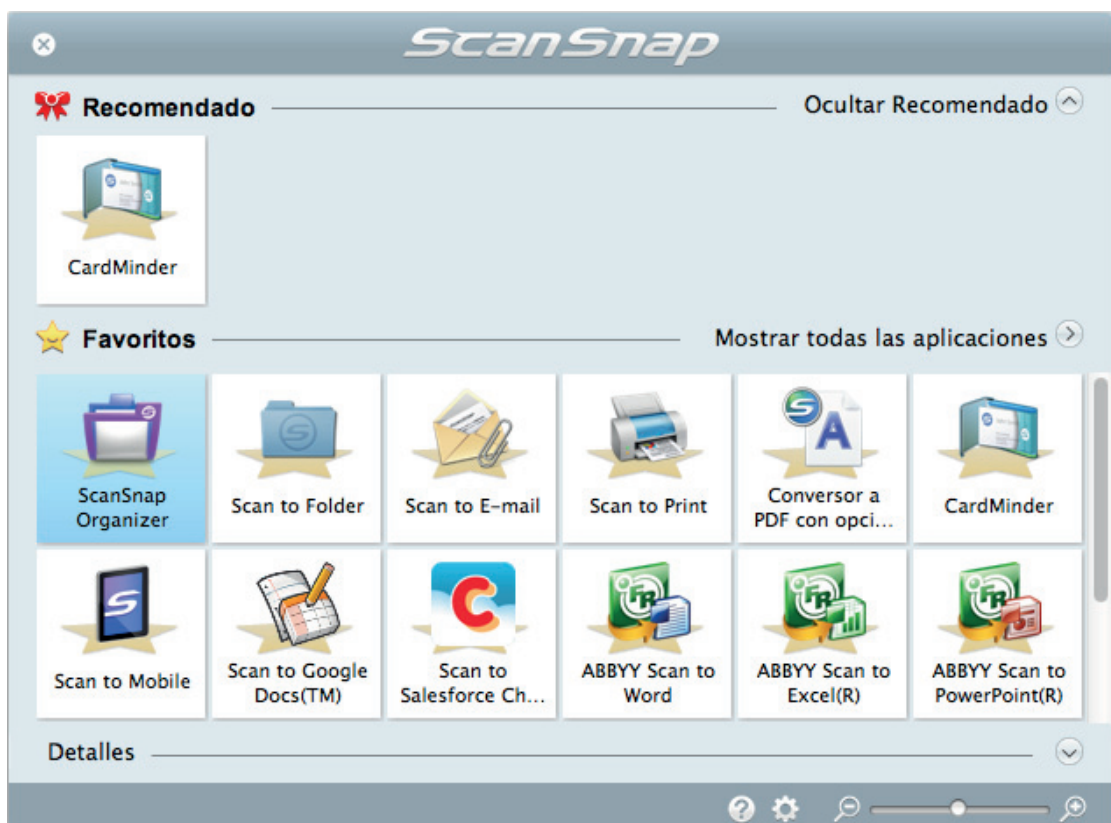 ScanSnap
Recomendado
Ocultar Recomendado
CardMinder
Favoritos
Mostrar todas las aplicaciones
ScanSnap
Organizer
Scan to Folder
Scan to E-mail
Scan to Print
Conversor a
PDF con opci...
CardMinder
Scan to Mobile
Scan to Google
Docs(TM)
Scan to
Salesforce Ch...
ABBYY Scan to
Word
ABBYY Scan to
Excel(R)
ABBYY Scan to
PowerPoint(R)
Detalles